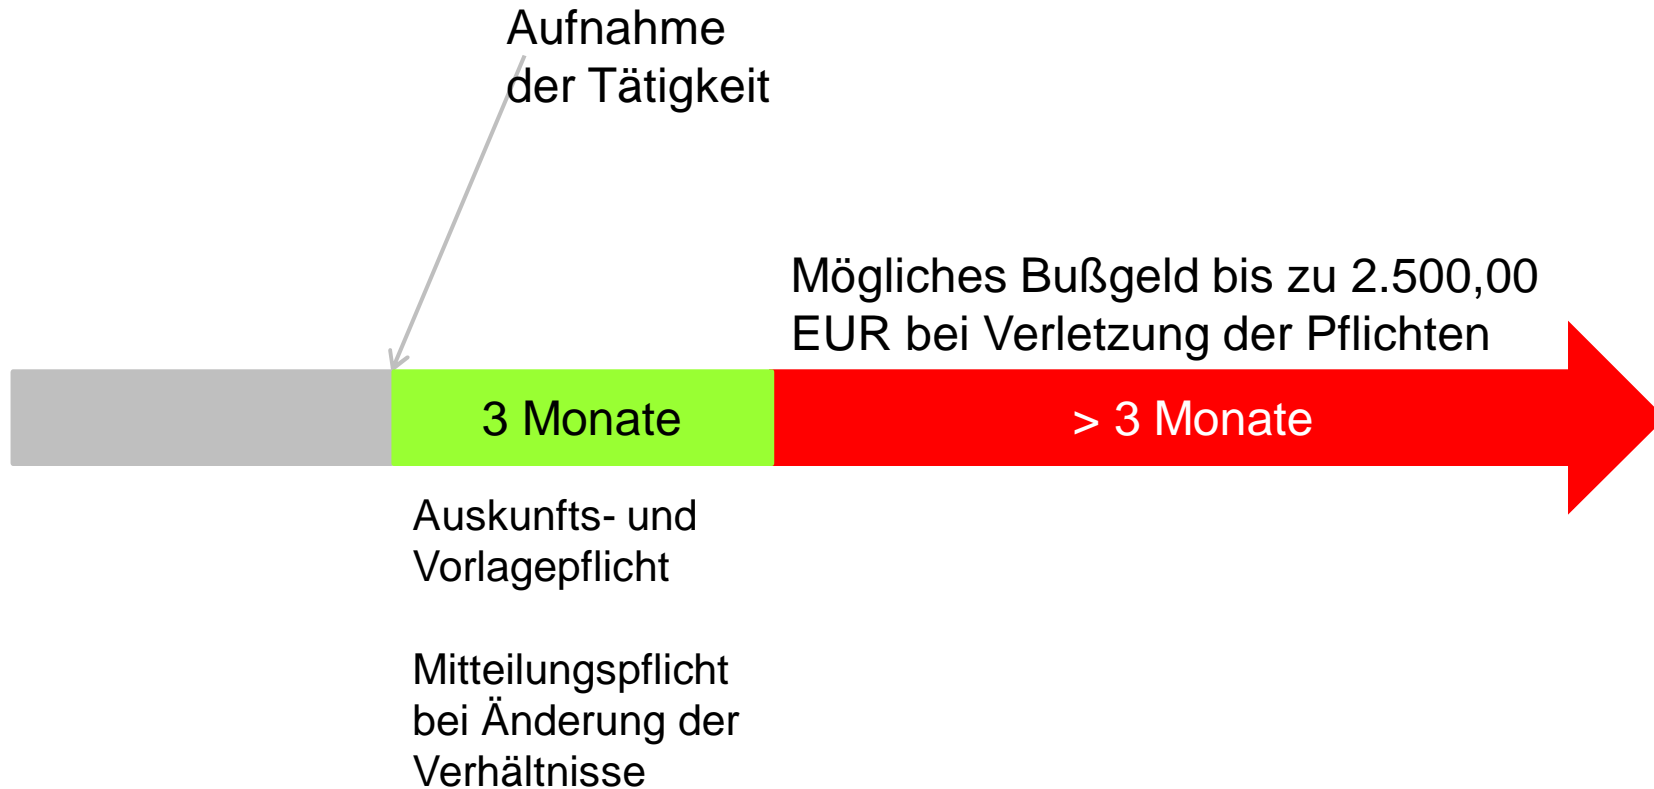 Aufnahme
der Tätigkeit
Mögliches Bußgeld bis zu 2.500,00
EUR bei Verletzung der Pflichten
3 Monate
> 3 Monate
Auskunfts- und
Vorlagepflicht
Mitteilungspflicht
bei Änderung der
Verhältnisse